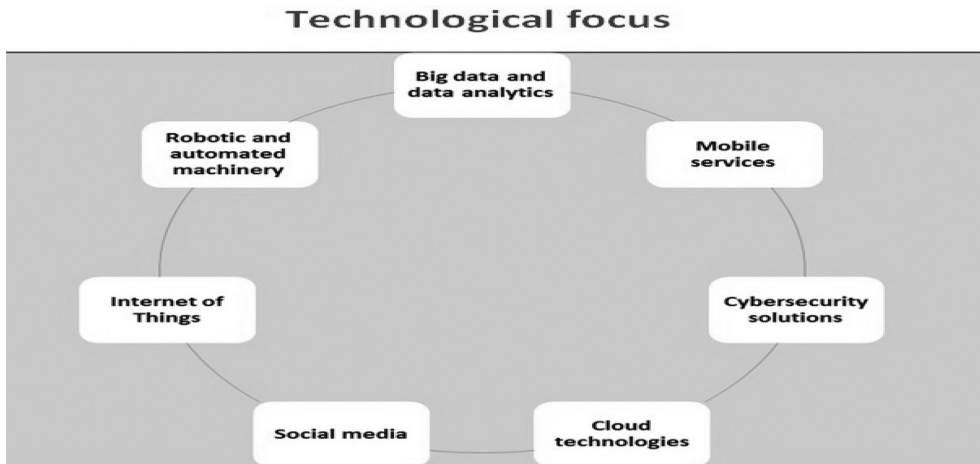 Technological focus
Big data and
data analytics
Mobile
services
Cybersecurity
solutions
Cloud
technologies
Social media
Internet of
Things
Robotic and
automated
machinery